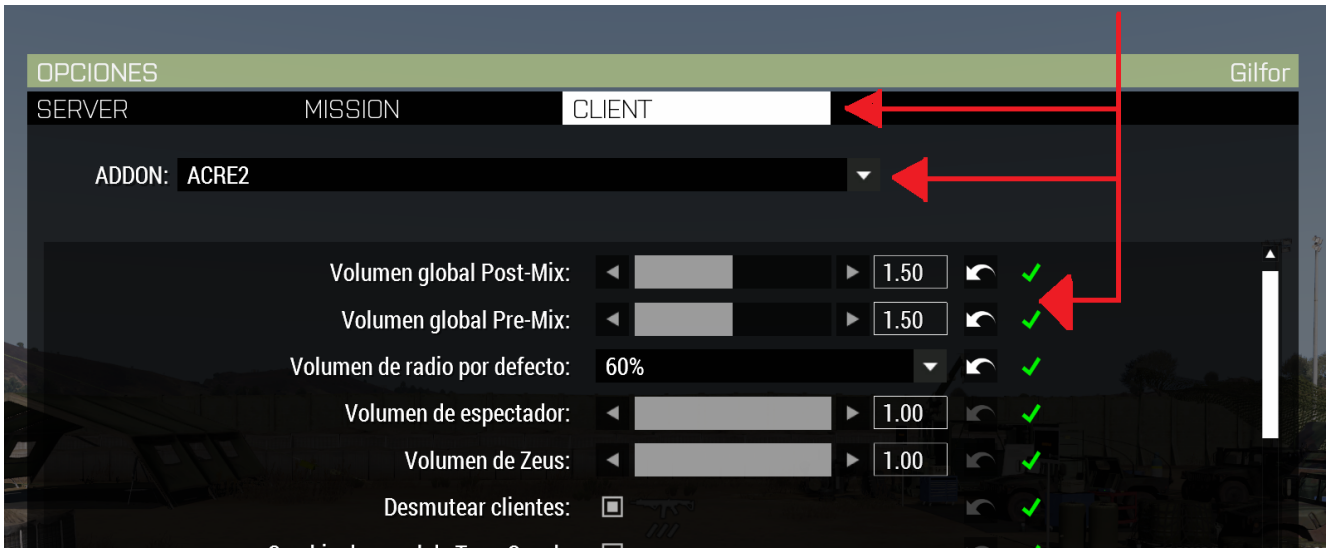 OPCIONES Gilfor
SERVER MISSION CLIENT
ADDON: ACRE2
Volumen global Post-Mix: 1.50
Volumen global Pre-Mix: 1.50
Volumen de radio por defecto: 60%
Volumen de espectador: 1.00
Volumen de Zeus: 1.00
Desmutear clientes: